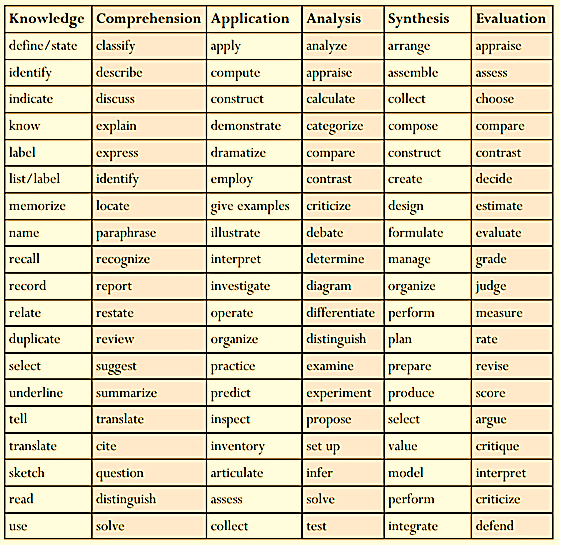 Knowledge Comprehension Application Analysis Synthesis Evaluation
define/state classify apply analyze arrange appraise
identify describe compute appraise assemble assess
indicate discuss construct calculate collect choose
know explain demonstrate categorize compose compare
label express dramatize compare construct contrast
list/label identify employ contrast create decide
memorize locate give examples criticize design estimate
name paraphrase illustrate debate formulate evaluate
recall recognize interpret determine manage grade
record report investigate diagram organize judge
relate restate operate differentiate perform measure
duplicate review organize distinguish plan rate
select suggest practice examine prepare revise
underline summarize predict experiment produce score
tell translate inspect propose select argue
translate cite inventory set up value critique
sketch question articulate infer model interpret
read distinguish assess solve perform criticize
use solve collect test integrate defend